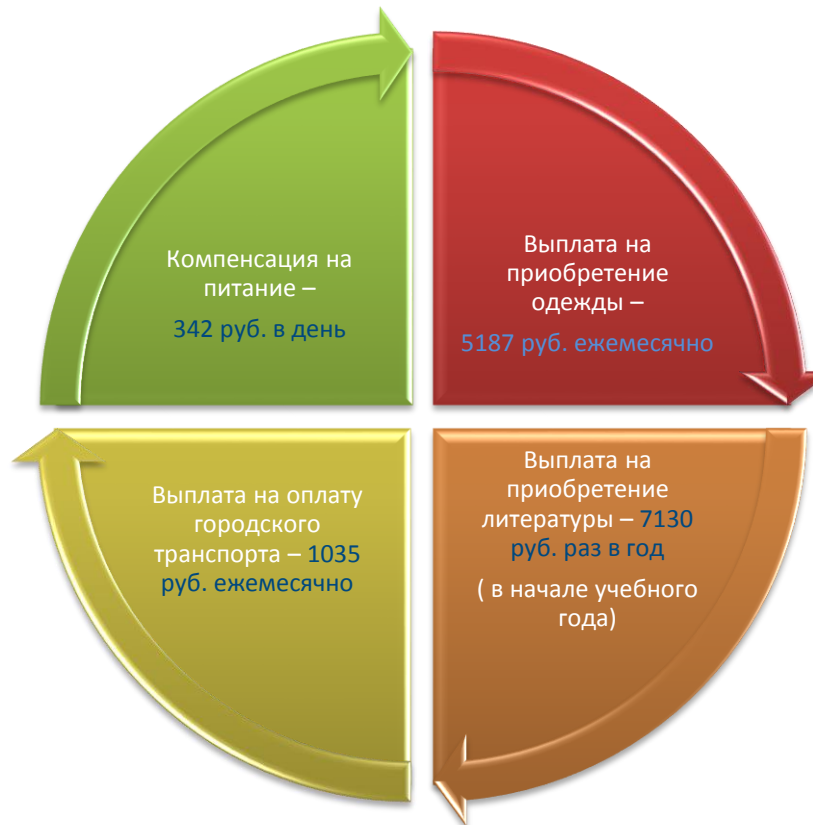 Компенсация на
питание –
342 руб. в день
Выплата на
приобретение
одежды –
5187 руб. ежемесячно
Выплата на оплату
городского
транспорта – 1035
руб. ежемесячно
Выплата на
приобретение
литературы – 7130
руб. раз в год
( в начале учебного
года)